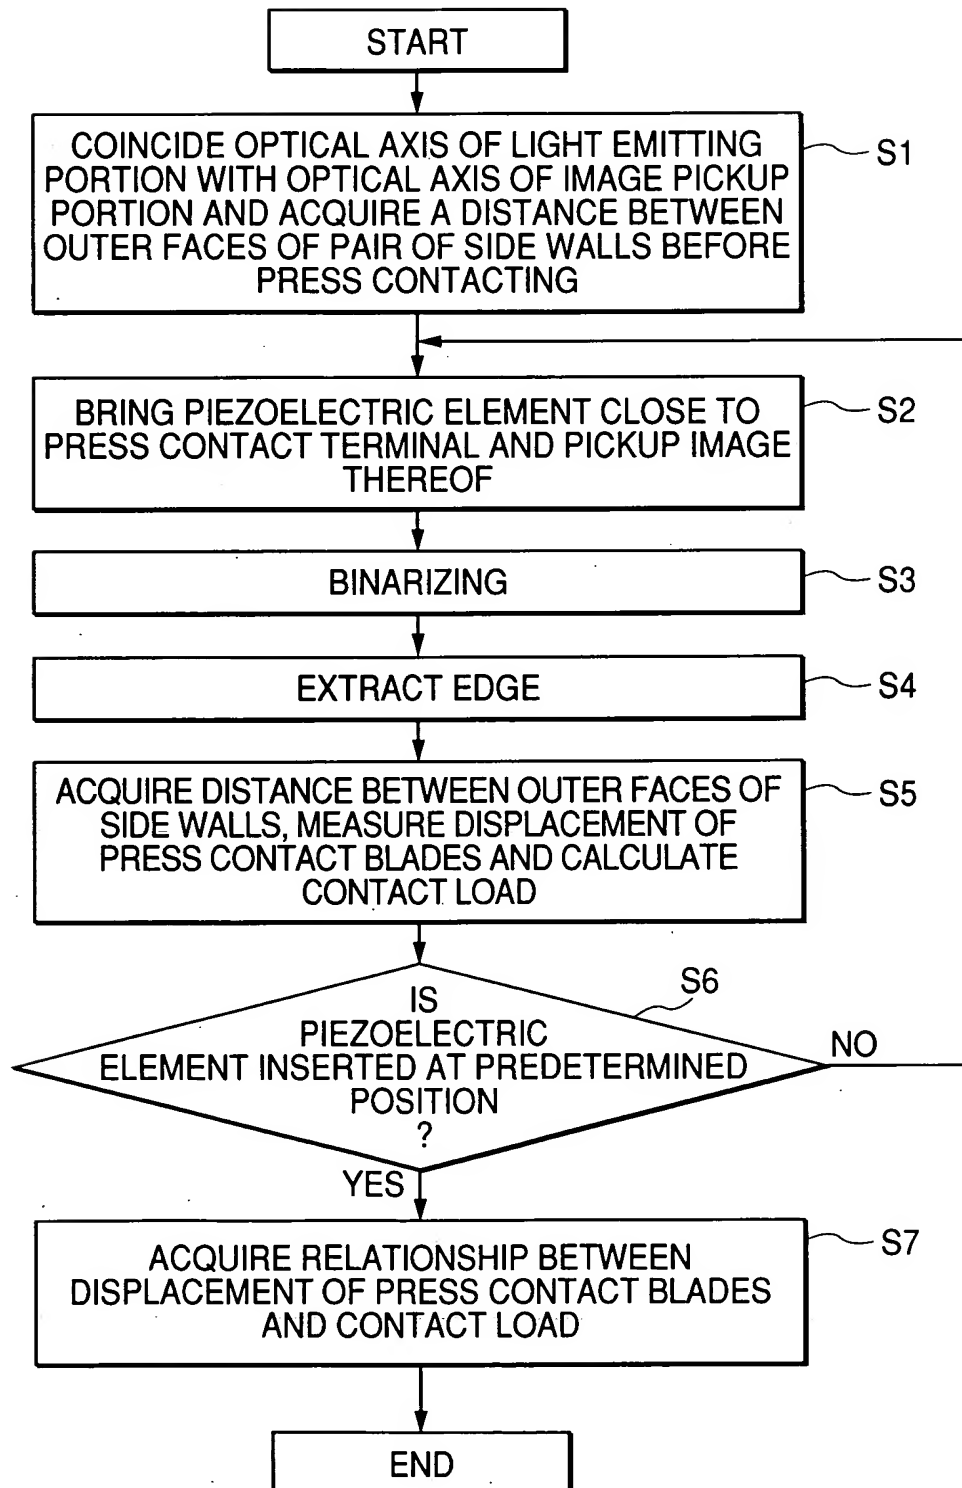 START
COINCIDE OPTICAL AXIS OF LIGHT EMITTING
PORTION WITH OPTICAL AXIS OF IMAGE PICKUP
PORTION AND ACQUIRE A DISTANCE BETWEEN
OUTER FACES OF PAIR OF SIDE WALLS BEFORE
PRESS CONTACTING
S1
BRING PIEZOELECTRIC ELEMENT CLOSE TO
PRESS CONTACT TERMINAL AND PICKUP IMAGE
THEREOF
S2
BINARIZING
S3
EXTRACT EDGE
S4
ACQUIRE DISTANCE BETWEEN OUTER FACES OF
SIDE WALLS, MEASURE DISPLACEMENT OF
PRESS CONTACT BLADES AND CALCULATE
CONTACT LOAD
S5
IS
PIEZOELECTRIC
ELEMENT INSERTED AT PREDETERMINED
POSITION
?
S6
NO
YES
ACQUIRE RELATIONSHIP BETWEEN
DISPLACEMENT OF PRESS CONTACT BLADES
AND CONTACT LOAD
S7
END